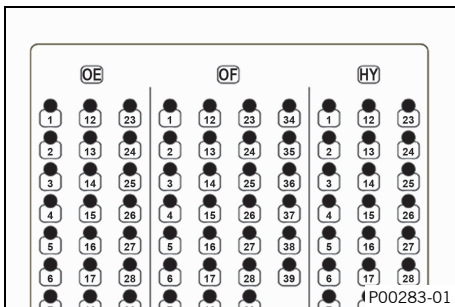 OE OF HY
1 12 23 1 12 23 34 1 12 23
2 13 24 2 13 24 35 2 13 24
3 14 25 3 14 25 36 3 14 25
4 15 26 4 15 26 37 4 15 26
5 16 27 5 16 27 38 5 16 27
6 17 28 6 17 28 39 6 17 28
P00283-01